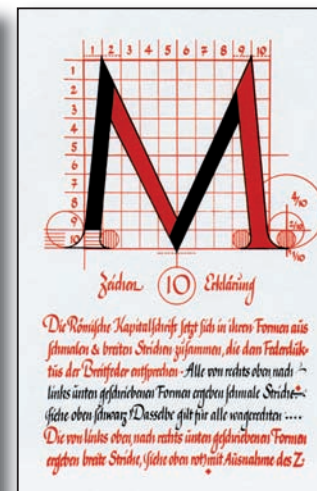 1 2 3 4 5 6 7 8 9 10
1
2
3
4
5
6
7
8
9
10
4/10
2/10
1/10
Zeichen 10 Erklärung
Die Römische Kapitalschrift setzt sich in ihren Formen aus
schmalen & breiten Strichen zusammen, die dem Federduk-
tus der Breitfeder entsprechen - Alle von rechts oben nach
links unten geschriebenen Formen ergeben schmale Striche
(siehe oben schwarz) Dasselbe gilt für alle wagerechten ....
Die von links oben, nach rechts unten geschriebenen Formen
ergeben breite Striche, (siehe oben rot) mit Ausnahme des Z-